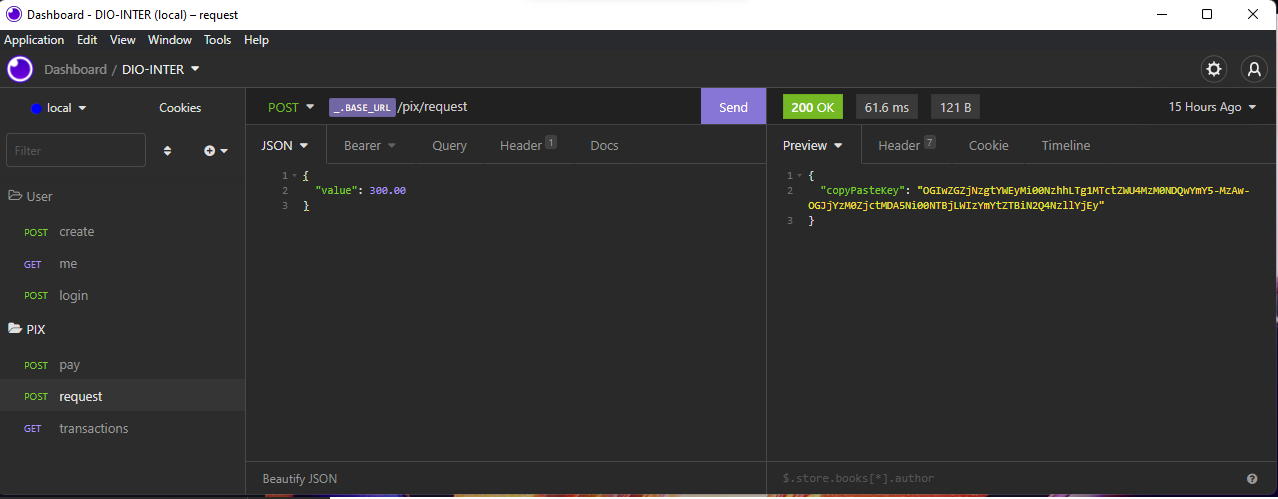 Dashboard - DIO-INTER (local) – request
Application Edit View Window Tools Help
Dashboard / DIO-INTER
local Cookies
POST _.BASE_URL /pix/request Send
200 OK 61.6 ms 121 B 15 Hours Ago
Filter
JSON Bearer Query Header 1 Docs
Preview Header 7 Cookie Timeline
1 {
2 "value": 300.00
3 }
1 {
2 "copyPasteKey": "OGIwZGZjNzgtYWEyMi00NzhhLTg1MTctZWU4MzM0NDQwYmY5-MzAw-
OGJjYzM0ZjctMDA5Ni00NTBjLWIzYmYtZTBiN2Q4NzllYjEy"
3 }
User
POST create
GET me
POST login
PIX
POST pay
POST request
GET transactions
Beautify JSON
$.store.books[*].author